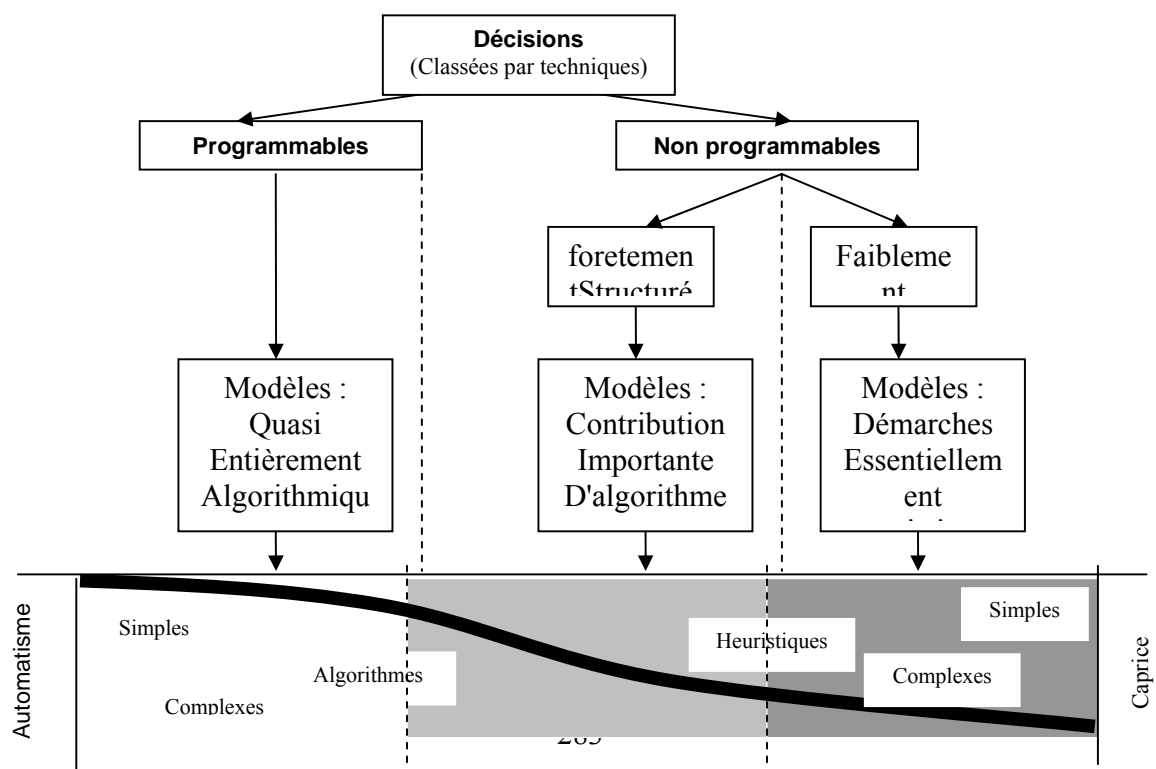 Décisions
(Classées par techniques)
Programmables
Non programmables
foretemen
tStructuré
Faibleme
nt
Modèles :
Quasi
Entièrement
Algorithmiqu
Modèles :
Contribution
Importante
D'algorithme
Modèles :
Démarches
Essentiellem
ent
Automatisme
Simples
Algorithmes
Complexes
Heuristiques
Simples
Complexes
Caprice